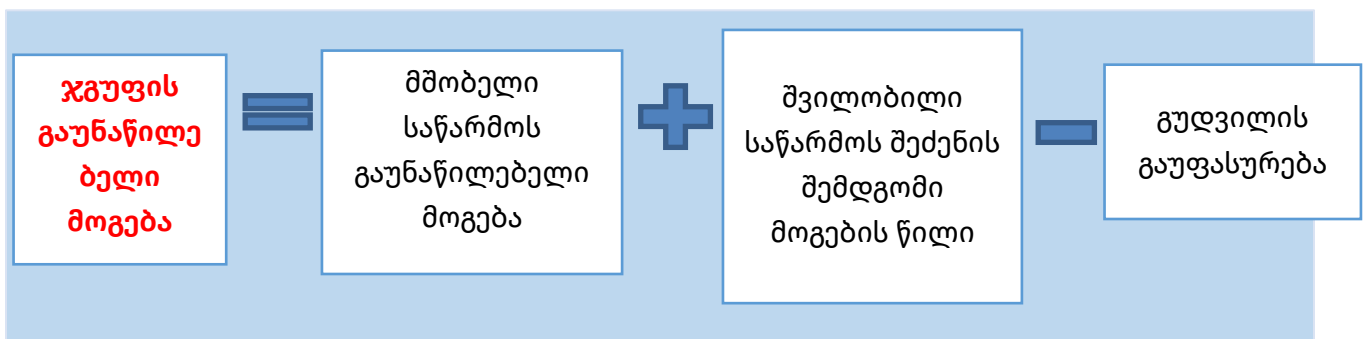 ჯგუფის
გაუნაწილე
ბელი
მოგება
მშობელი
საწარმოს
გაუნაწილებელი
მოგება
შვილობილი
საწარმოს შეძენის
შემდგომი
მოგების წილი
გუდვილის
გაუფასურება